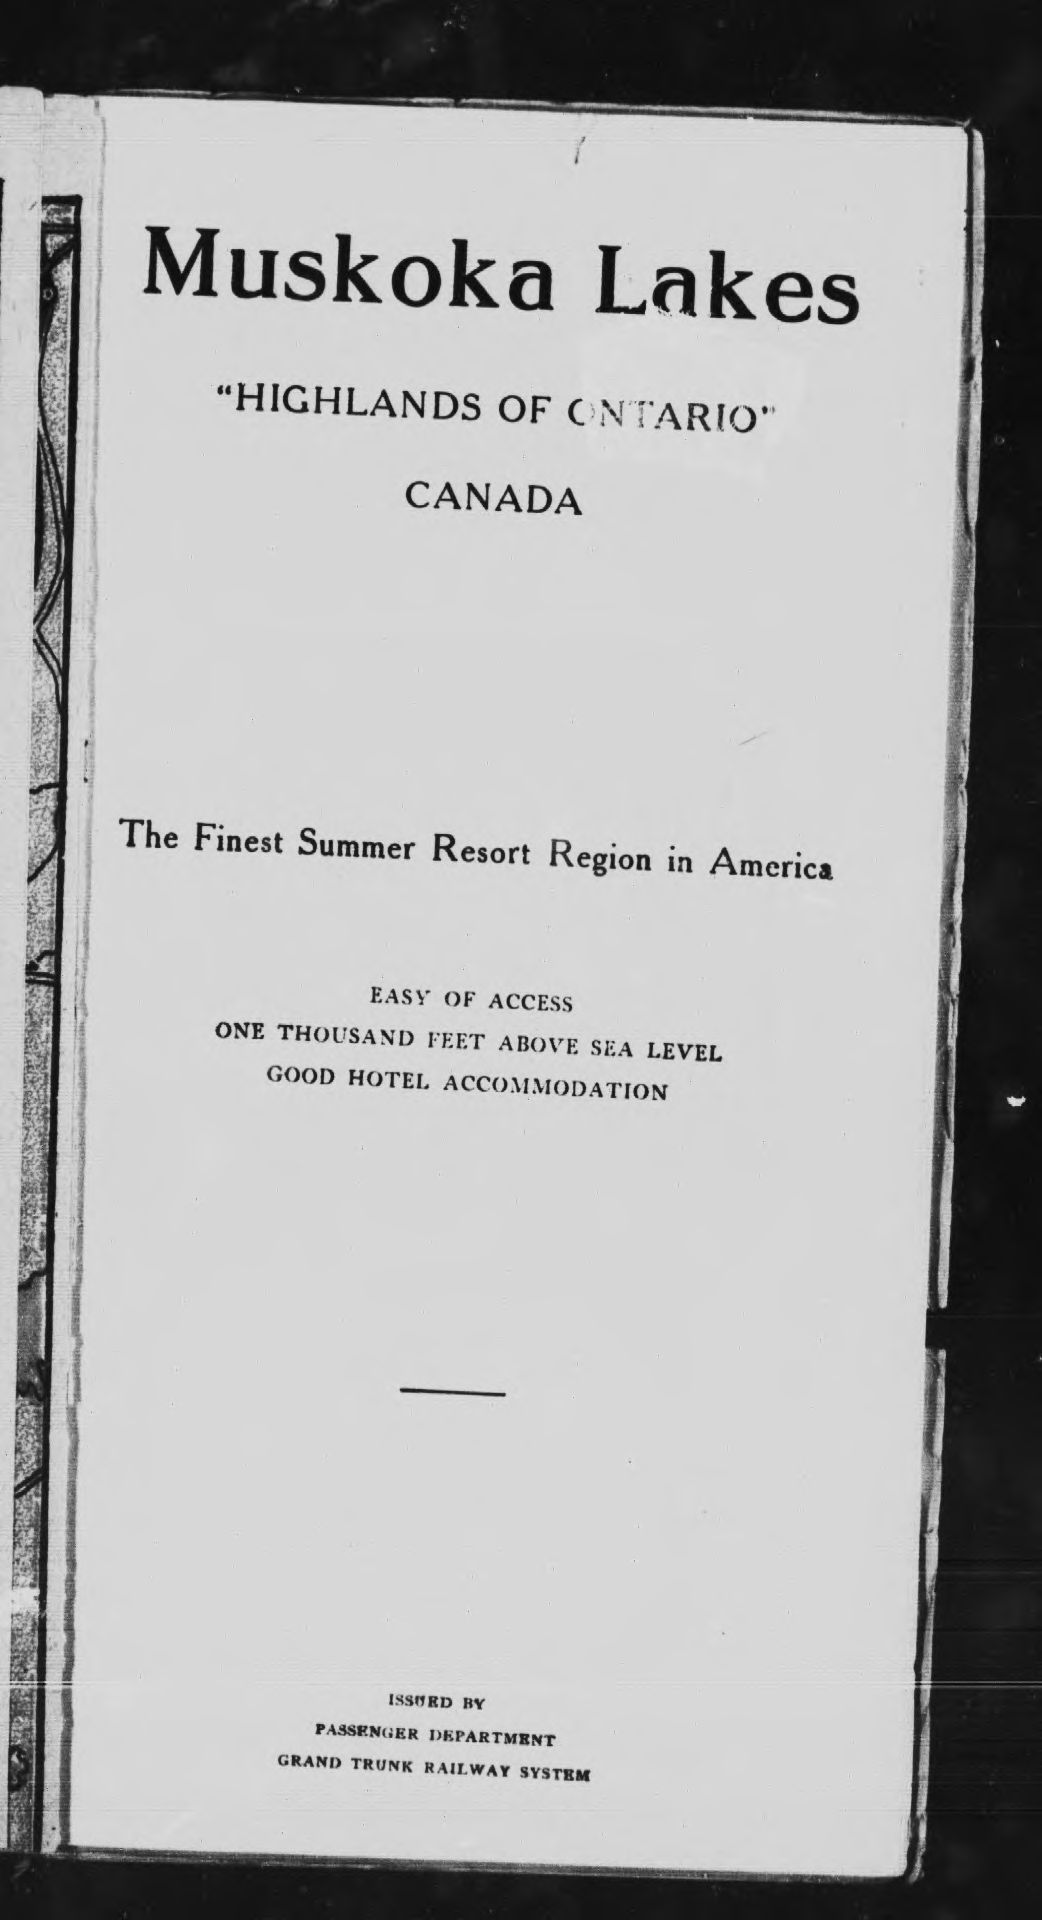 Muskoka Lakes
"HIGHLANDS OF ONTARIO"
CANADA
The Finest Summer Resort Region in America
EASY OF ACCESS
ONE THOUSAND FEET ABOVE SEA LEVEL
GOOD HOTEL ACCOMMODATION
ISSUED BY
PASSENGER DEPARTMENT
GRAND TRUNK RAILWAY SYSTEM